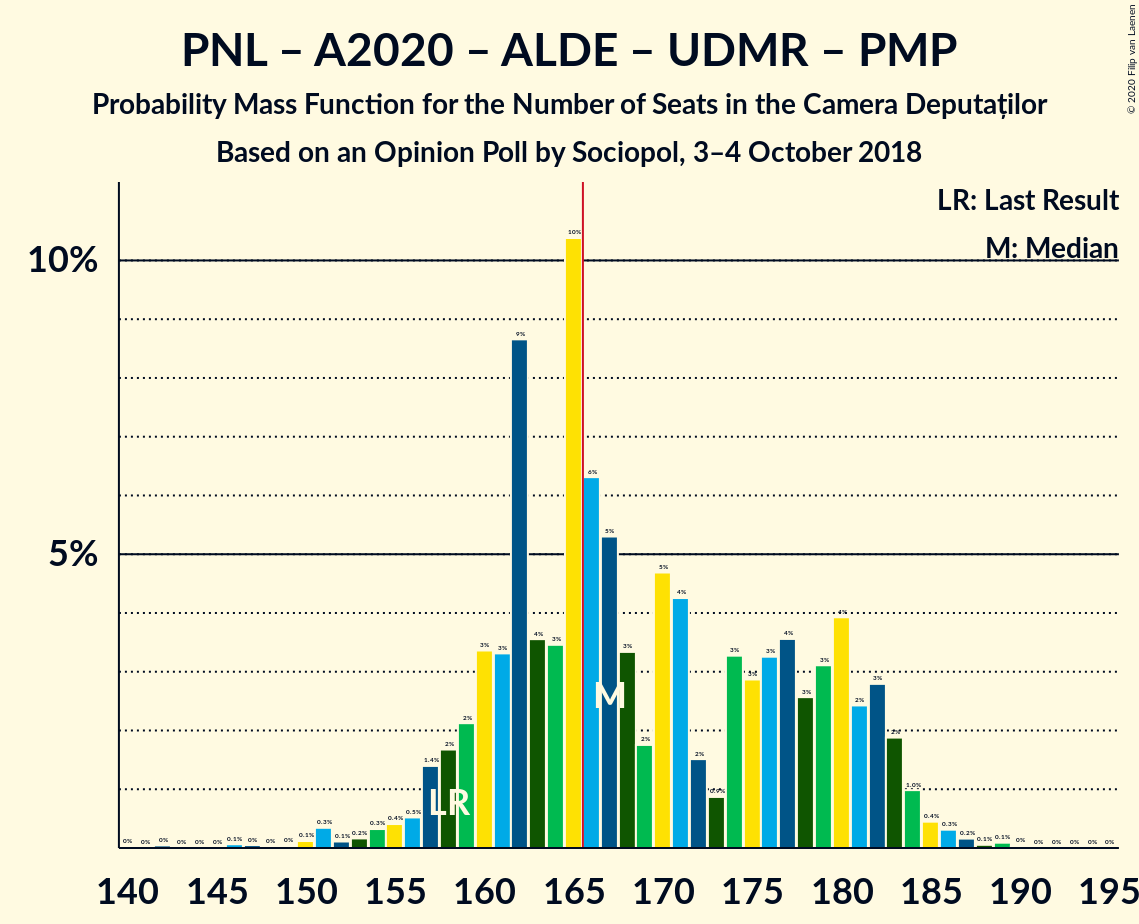 PNL – A2020 – ALDE – UDMR – PMP
Probability Mass Function for the Number of Seats in the Camera Deputaților
Based on an Opinion Poll by Sociopol, 3–4 October 2018
© 2020 Filip van Laenen
LR: Last Result
M: Median
10%
5%
0% 0% 0% 0% 0% 0% 0.1% 0% 0% 0% 0.1% 0.3% 0.1% 0.2% 0.3% 0.4% 0.5% 1.4% 2% 2% 3% 3% 9% 4% 3% 10% 6% 5% 3% 2% 5% 4% 2% 0.9% 3% 3% 3% 4% 3% 3% 4% 2% 3% 2% 1.0% 0.4% 0.3% 0.2% 0.1% 0.1% 0% 0% 0% 0% 0% 0%
M
LR
140 145 150 155 160 165 170 175 180 185 190 195